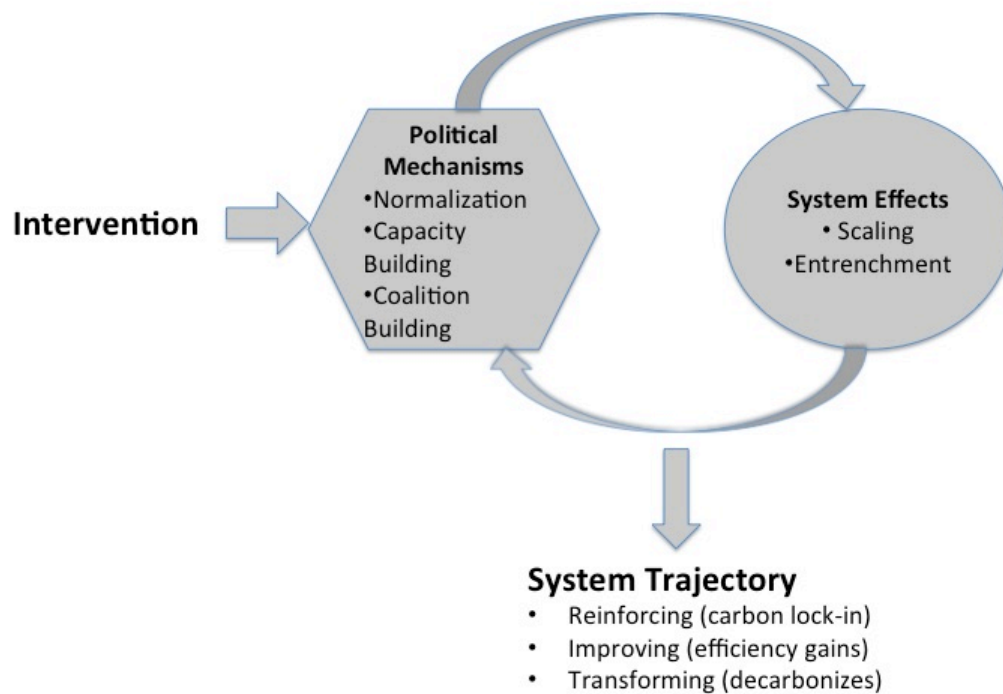 Political
Mechanisms
•Normalization
•Capacity
Building
•Coalition
Building
Intervention
System Effects
• Scaling
•Entrenchment
System Trajectory
• Reinforcing (carbon lock-in)
• Improving (efficiency gains)
• Transforming (decarbonizes)